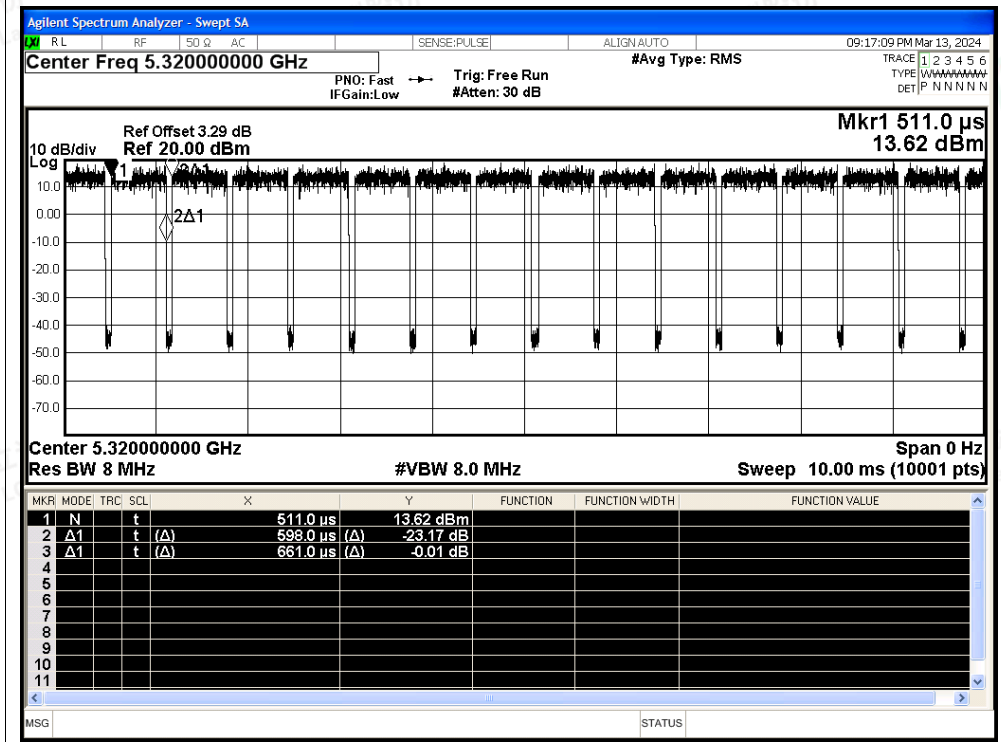 Agilent Spectrum Analyzer - Swept SA
LXI RL RF 50 Ω AC SENSE:PULSE ALIGN AUTO 09:17:09 PM Mar 13, 2024
Center Freq 5.320000000 GHz #Avg Type: RMS TRACE 1 2 3 4 5 6
PNO: Fast Trig: Free Run TYPE WWWWWW
IFGain:Low #Atten: 30 dB DET P N N N N N
Mkr1 511.0 µs
Ref Offset 3.29 dB
10 dB/div Ref 20.00 dBm 13.62 dBm
Log
1
3Δ1
10.0
0.00
2Δ1
-10.0
-20.0
-30.0
-40.0
-50.0
-60.0
-70.0
Center 5.320000000 GHz Span 0 Hz
Res BW 8 MHz #VBW 8.0 MHz Sweep 10.00 ms (10001 pts)
MKR MODE TRC SCL X Y FUNCTION FUNCTION WIDTH FUNCTION VALUE
1 N t 511.0 µs 13.62 dBm
2 Δ1 t (Δ) 598.0 µs (Δ) -23.17 dB
3 Δ1 t (Δ) 661.0 µs (Δ) -0.01 dB
4
5
6
7
8
9
10
11
MSG STATUS